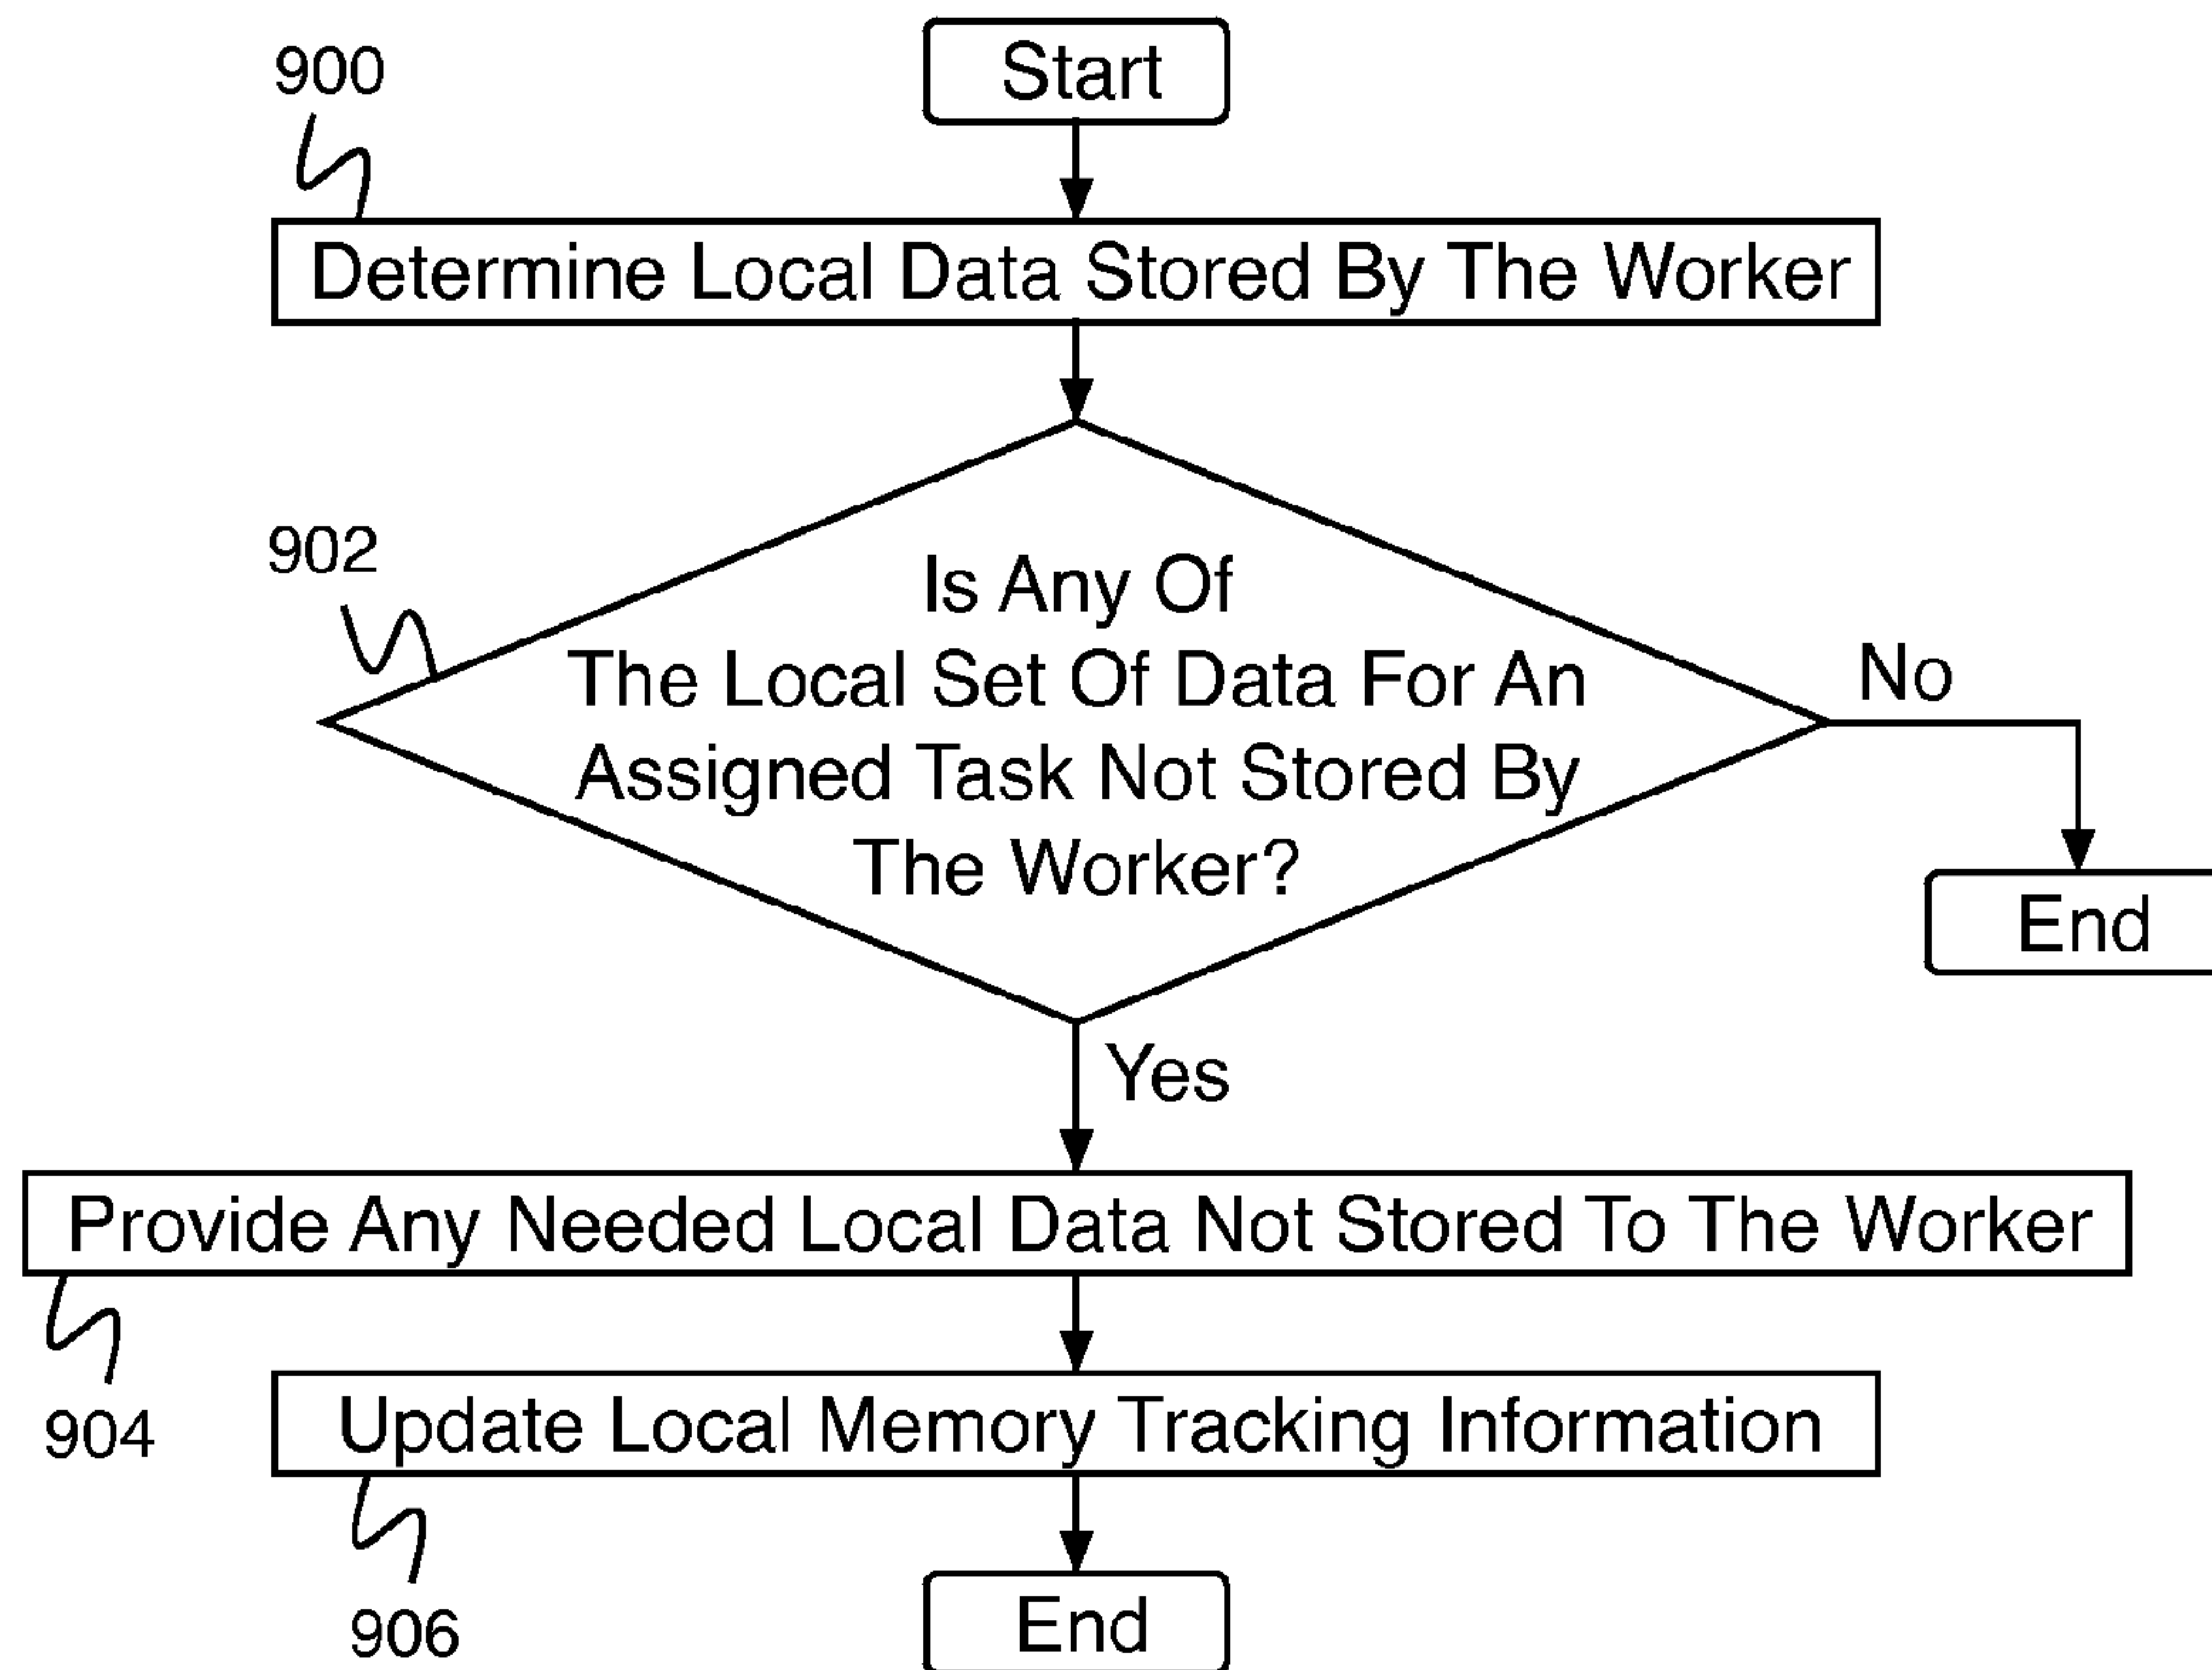 Start
900
Determine Local Data Stored By The Worker
902
Is Any Of
The Local Set Of Data For An
Assigned Task Not Stored By
The Worker?
No
End
Yes
Provide Any Needed Local Data Not Stored To The Worker
904
Update Local Memory Tracking Information
906
End